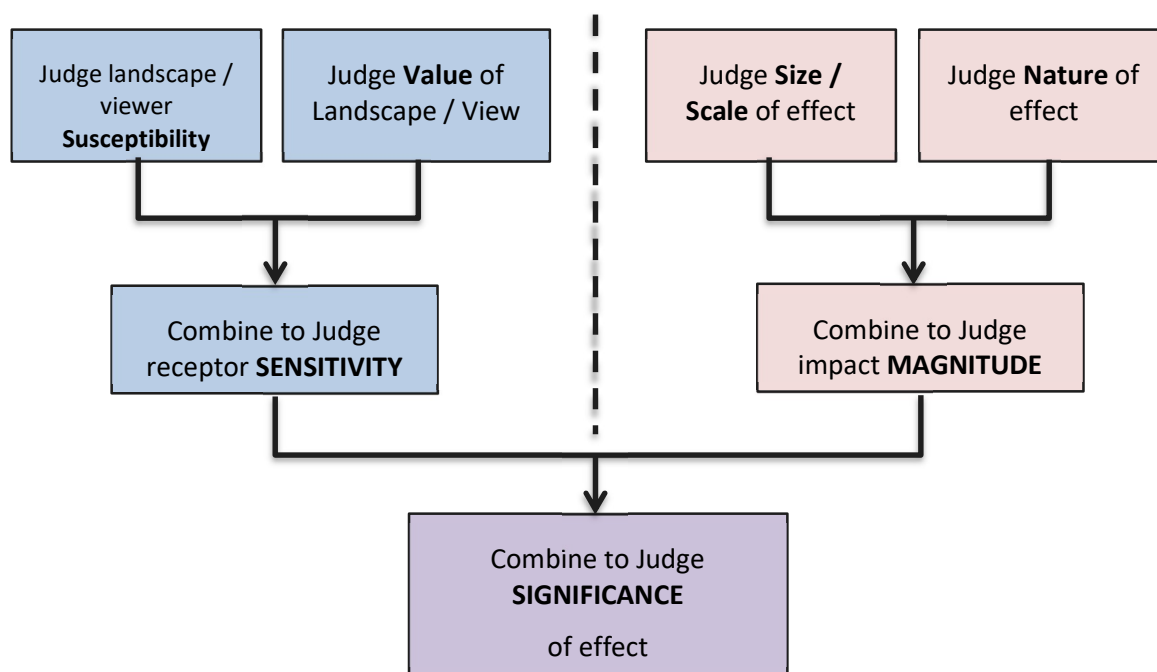 Judge landscape /
viewer
Susceptibility
Judge Value of
Landscape / View
Judge Size /
Scale of effect
Judge Nature of
effect
Combine to Judge
receptor SENSITIVITY
Combine to Judge
impact MAGNITUDE
Combine to Judge
SIGNIFICANCE
of effect